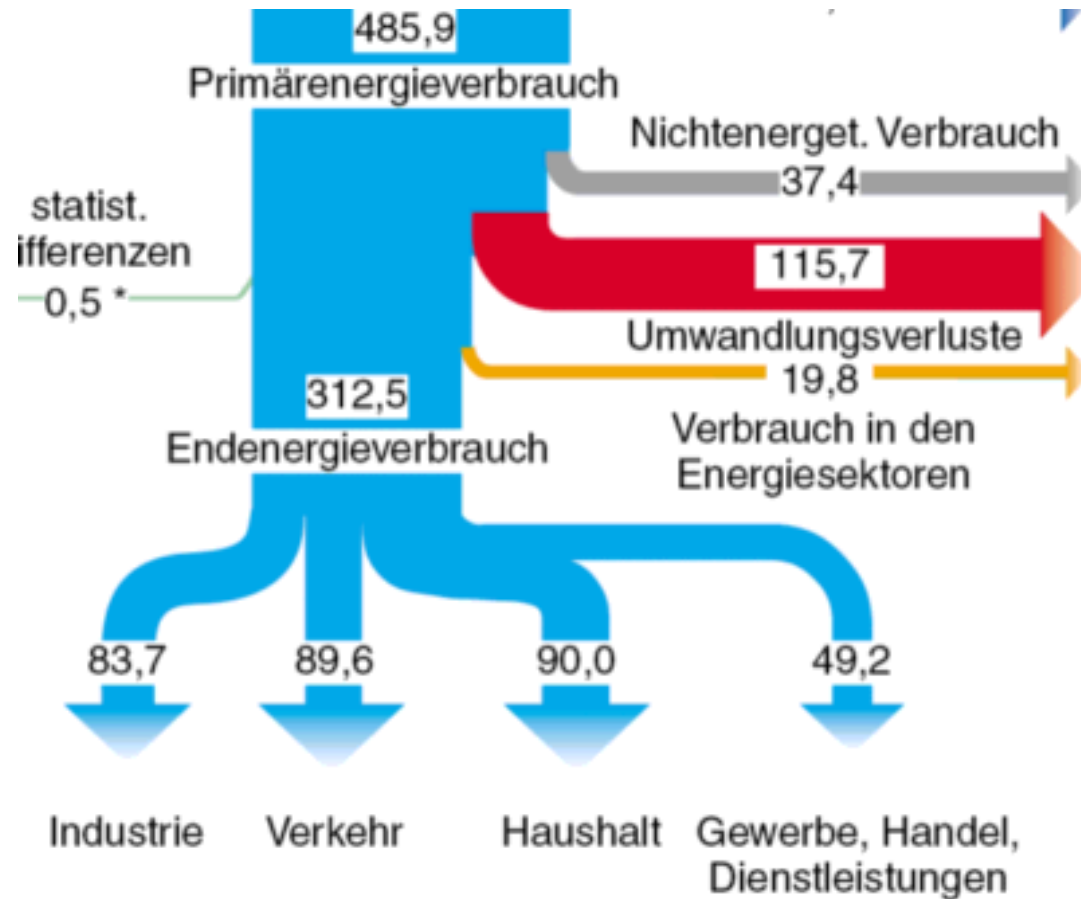 485,9
Primärenergieverbrauch
Nichtenerget. Verbrauch
37,4
statist.
ifferenzen
0,5 *
115,7
Umwandlungsverluste
19,8
Verbrauch in den
Energiesektoren
312,5
Endenergieverbrauch
83,7
89,6
90,0
49,2
Industrie
Verkehr
Haushalt
Gewerbe, Handel,
Dienstleistungen